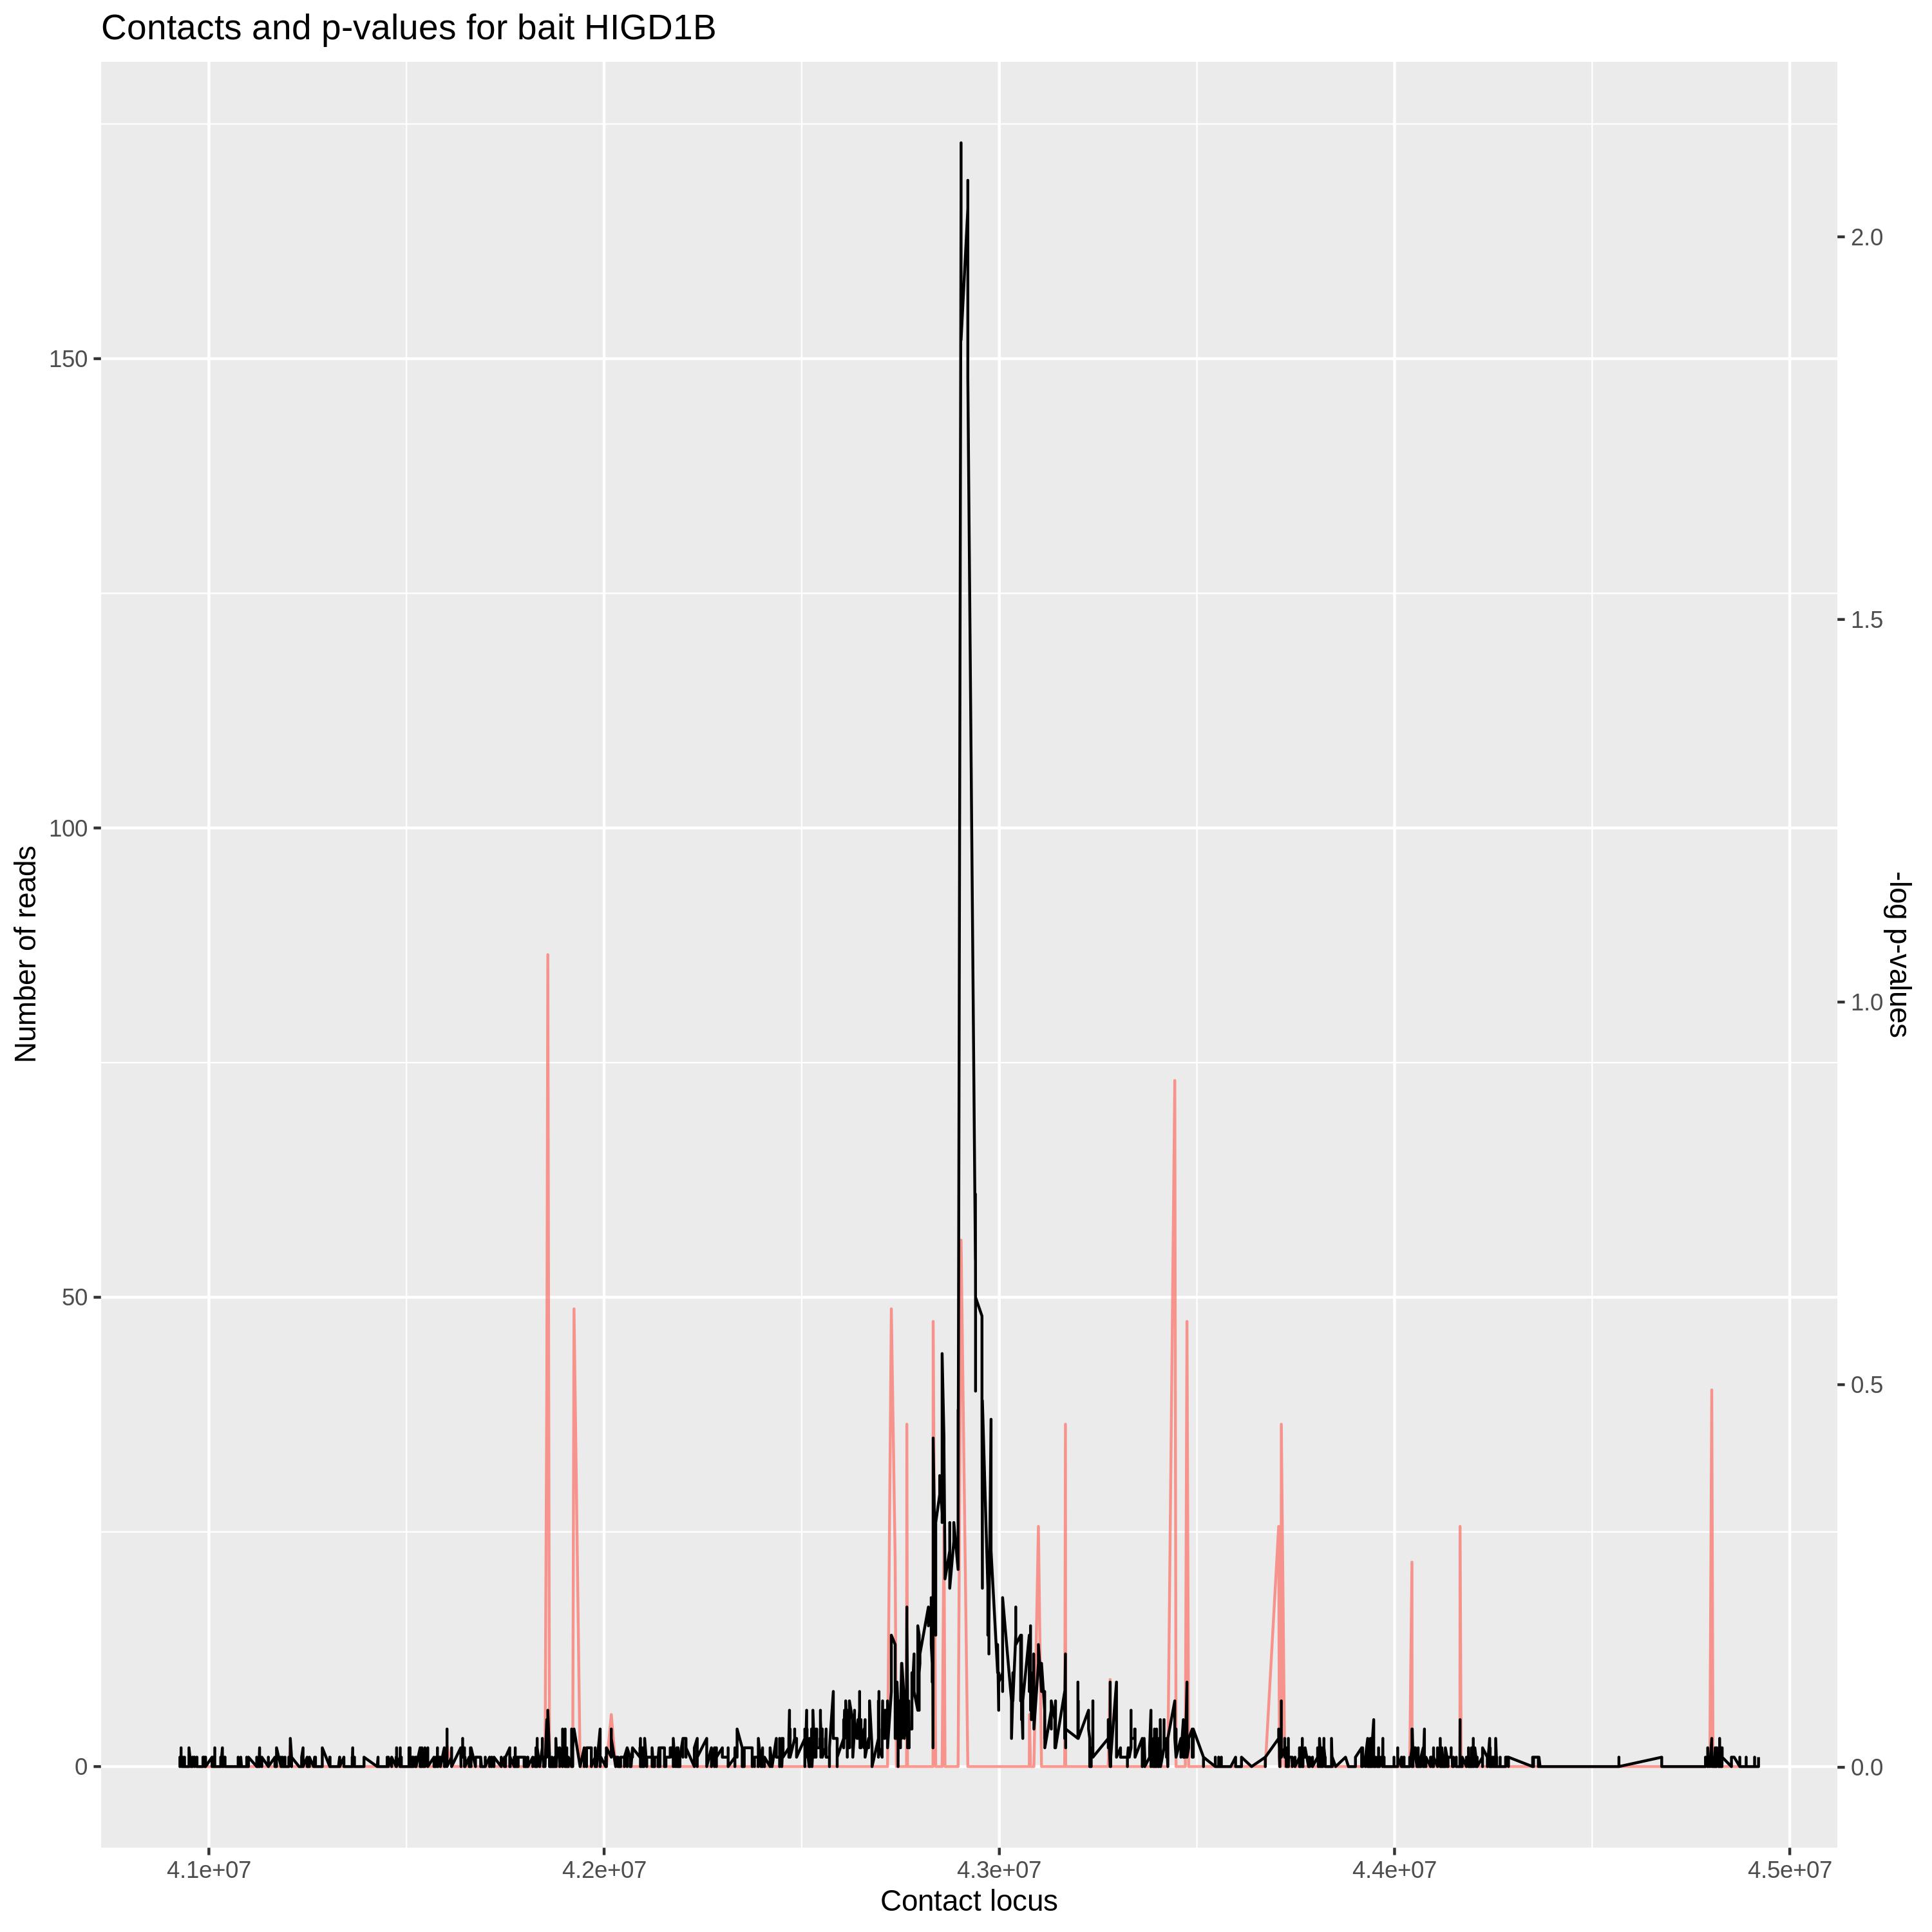 Contacts and p-values for bait HIGD1B
Number of reads
150
100
50
0
2.0
1.5
1.0
0.5
0.0
-log p-values
4.1e+07
4.2e+07
4.3e+07
4.4e+07
4.5e+07
Contact locus